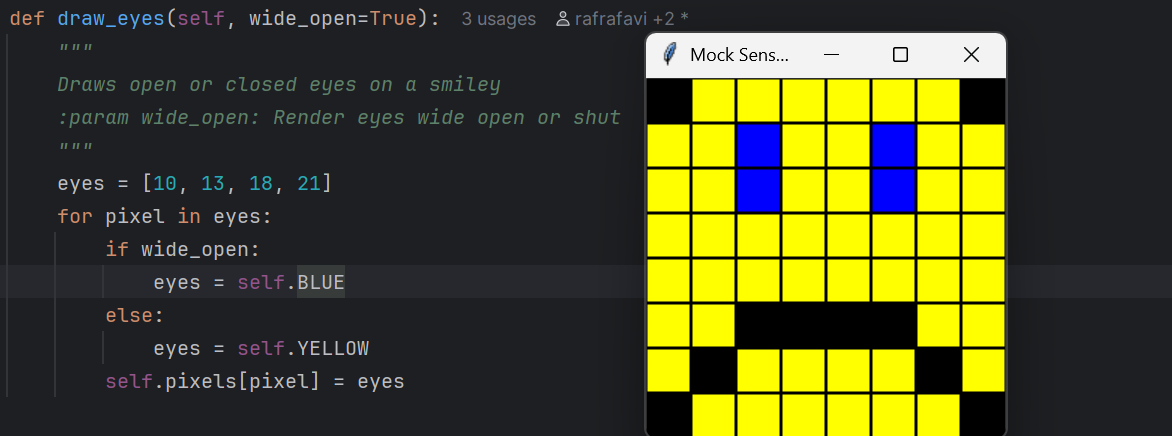 def draw_eyes(self, wide_open=True): 3 usages rafrafavi +2 *
"""
Draws open or closed eyes on a smiley
:param wide_open: Render eyes wide open or shut
"""
eyes = [10, 13, 18, 21]
for pixel in eyes:
if wide_open:
eyes = self.BLUE
else:
eyes = self.YELLOW
self.pixels[pixel] = eyes
Mock Sens...